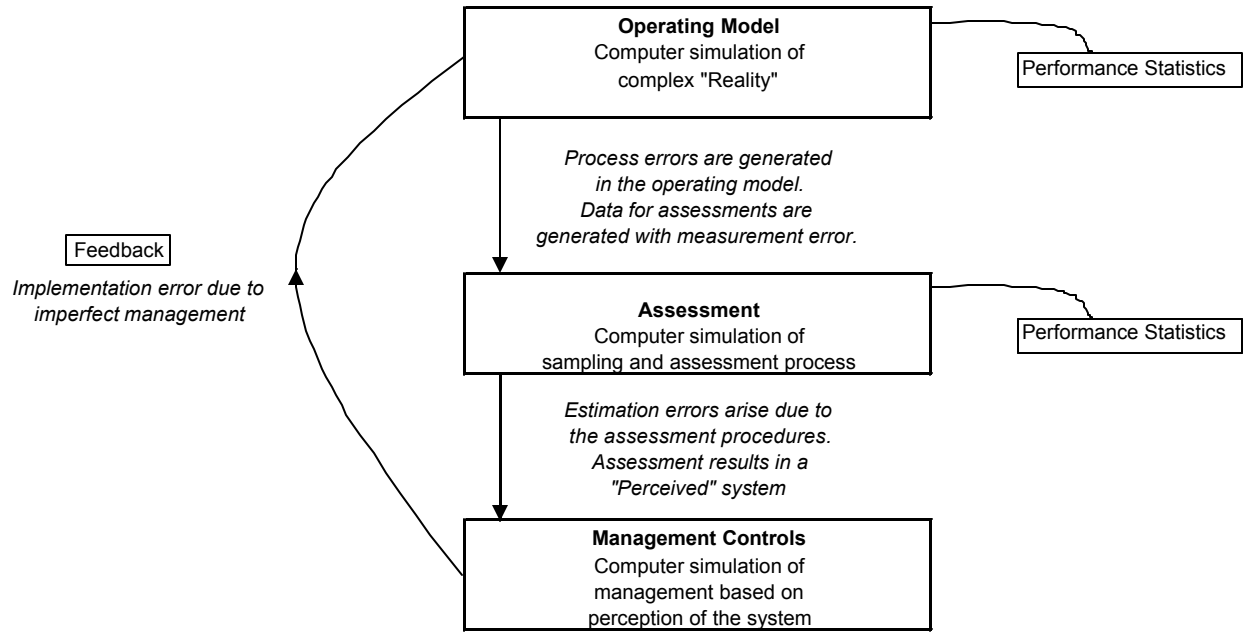 Operating Model
Computer simulation of
complex "Reality"
Performance Statistics
Process errors are generated
in the operating model.
Data for assessments are
generated with measurement error.
Feedback
Implementation error due to
imperfect management
Assessment
Computer simulation of
sampling and assessment process
Performance Statistics
Estimation errors arise due to
the assessment procedures.
Assessment results in a
"Perceived" system
Management Controls
Computer simulation of
management based on
perception of the system